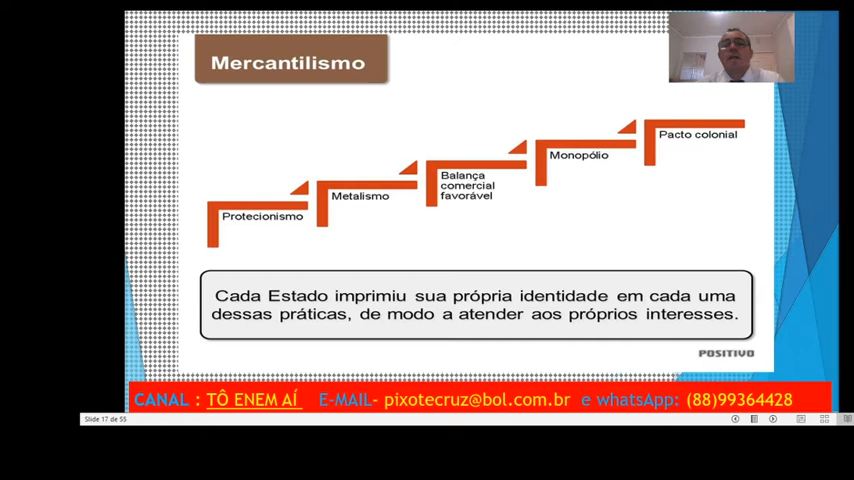 Mercantilismo
Pacto colonial
Monopólio
Balança
comercial
favorável
Metalismo
Protecionismo
Cada Estado imprimiu sua própria identidade em cada uma
dessas práticas, de modo a atender aos próprios interesses.
POSITIVO
CANAL : TÔ ENEM AÍ E-MAIL- pixotecruz@bol.com.br e whatsApp: (88)99364428
Slide 17 de 55